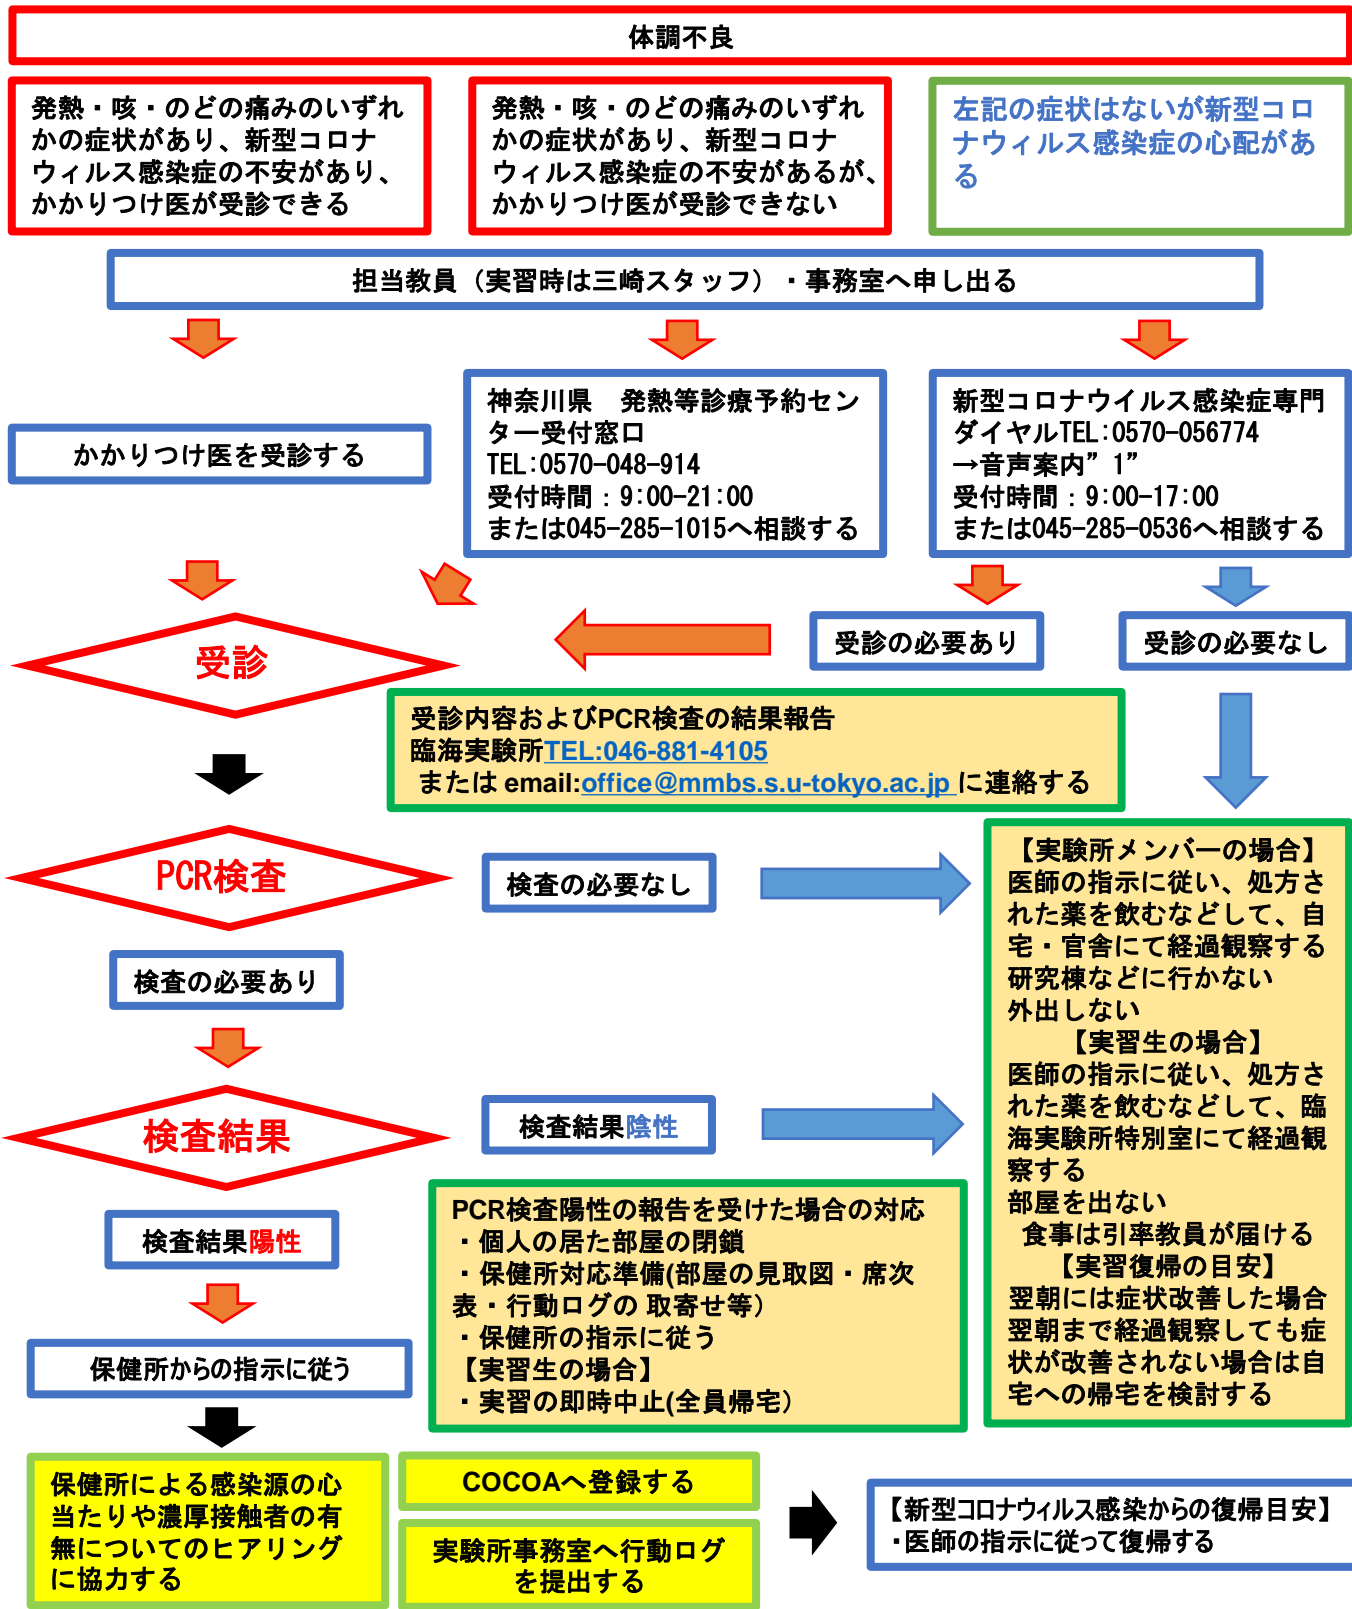 体調不良
発熱・咳・のどの痛みのいずれ
かの症状があり、新型コロナ
ウィルス感染症の不安があり、
かかりつけ医が受診できる
発熱・咳・のどの痛みのいずれ
かの症状があり、新型コロナ
ウィルス感染症の不安があるが、
かかりつけ医が受診できない
左記の症状はないが新型コロ
ナウィルス感染症の心配があ
る
担当教員（実習時は三崎スタッフ）・事務室へ申し出る
かかりつけ医を受診する
神奈川県　発熱等診療予約セン
ター受付窓口
TEL:0570-048-914
受付時間：9:00-21:00
または045-285-1015へ相談する
新型コロナウイルス感染症専門
ダイヤルTEL:0570-056774
→音声案内”1”
受付時間：9:00-17:00
または045-285-0536へ相談する
受診の必要あり
受診の必要なし
受診
受診内容およびPCR検査の結果報告
臨海実験所TEL:046-881-4105
または email:office@mmbs.s.u-tokyo.ac.jp に連絡する
PCR検査
検査の必要なし
検査の必要あり
検査結果
検査結果陰性
検査結果陽性
【実験所メンバーの場合】
医師の指示に従い、処方さ
れた薬を飲むなどして、自
宅・官舎にて経過観察する
研究棟などに行かない
外出しない
【実習生の場合】
医師の指示に従い、処方さ
れた薬を飲むなどして、臨
海実験所特別室にて経過観
察する
部屋を出ない
食事は引率教員が届ける
【実習復帰の目安】
翌朝には症状改善した場合
翌朝まで経過観察しても症
状が改善されない場合は自
宅への帰宅を検討する
PCR検査陽性の報告を受けた場合の対応
・個人の居た部屋の閉鎖
・保健所対応準備(部屋の見取図・席次
表・行動ログの 取寄せ等）
・保健所の指示に従う
【実習生の場合】
・実習の即時中止(全員帰宅）
保健所からの指示に従う
保健所による感染源の心
当たりや濃厚接触者の有
無についてのヒアリング
に協力する
COCOAへ登録する
実験所事務室へ行動ログ
を提出する
【新型コロナウィルス感染からの復帰目安】
・医師の指示に従って復帰する